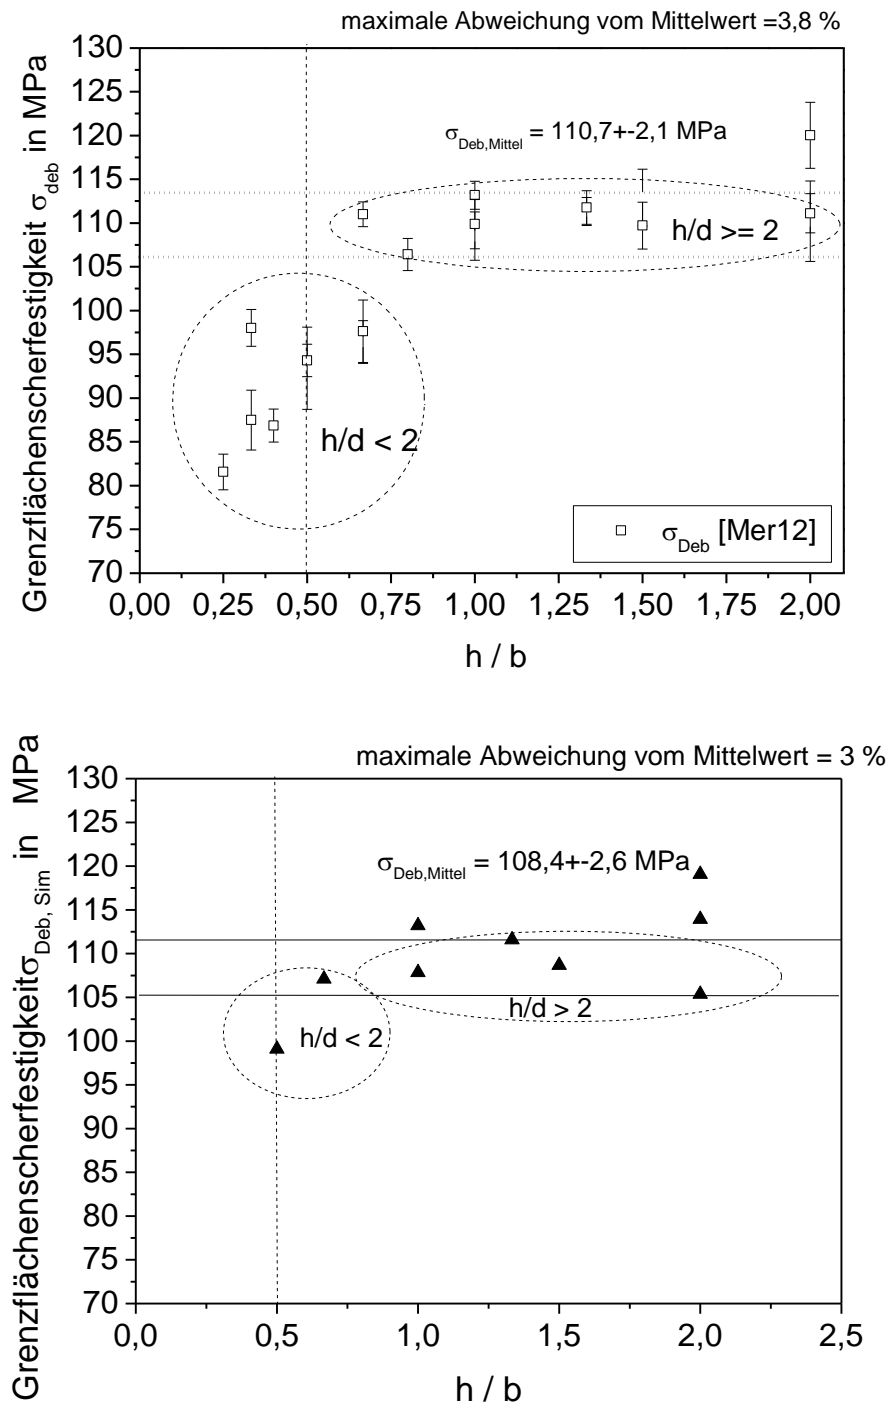 maximale Abweichung vom Mittelwert =3,8 %
Grenzflächenscherfestigkeit σdeb in MPa
130
125
120
115
110
105
100
95
90
85
80
75
70
σDeb,Mittel = 110,7+-2,1 MPa
h/d >= 2
h/d < 2
σDeb [Mer12]
0,00 0,25 0,50 0,75 1,00 1,25 1,50 1,75 2,00
h / b
maximale Abweichung vom Mittelwert = 3 %
GrenzflächenscherfestigkeitσDeb, Sim in MPa
130
125
120
115
110
105
100
95
90
85
80
75
70
σDeb,Mittel = 108,4+-2,6 MPa
h/d > 2
h/d < 2
0,0 0,5 1,0 1,5 2,0 2,5
h / b